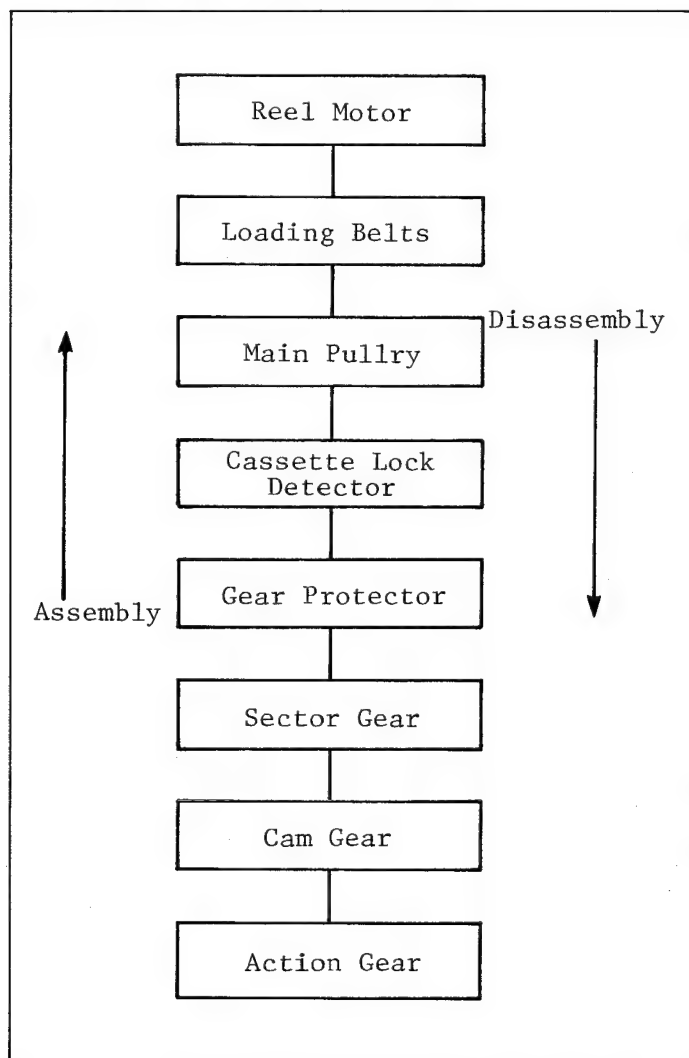 Reel Motor
Loading Belts
Disassembly
Main Pullry
Cassette Lock
Detector
Gear Protector
Assembly
Sector Gear
Cam Gear
Action Gear